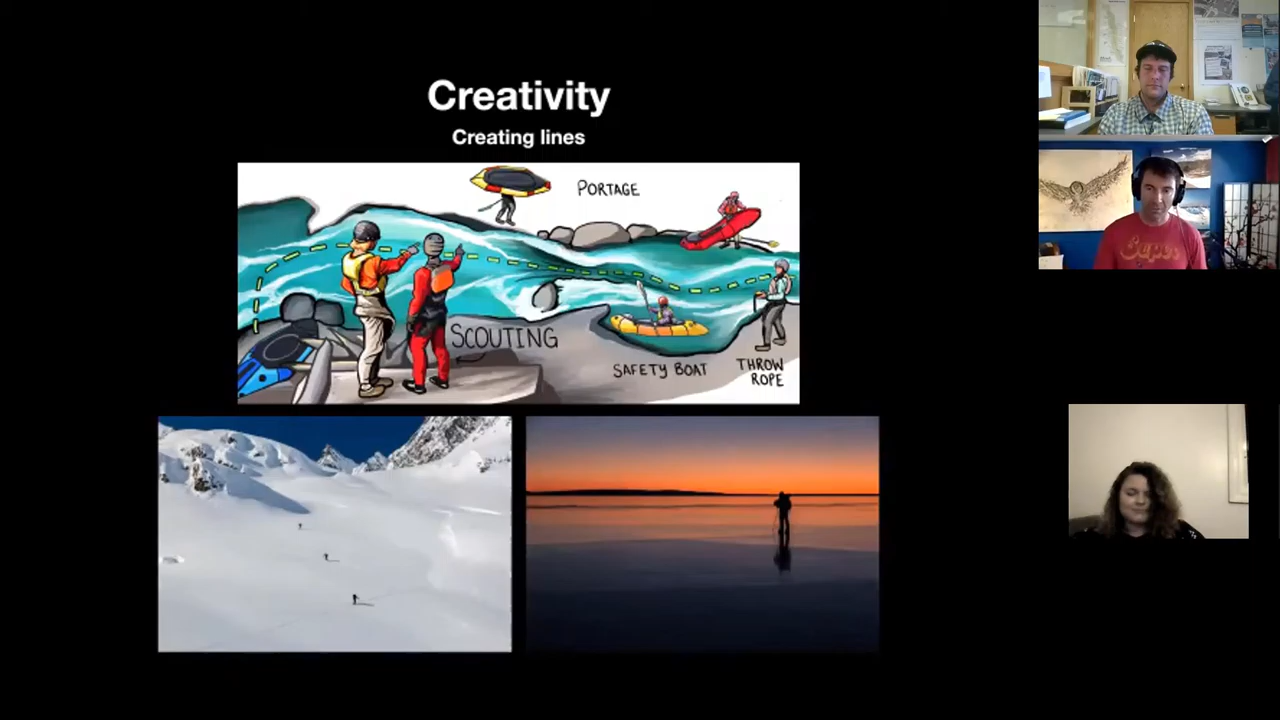 Creativity
Creating lines
PORTAGE
SCOUTING
SAFETY BOAT
THROW
ROPE